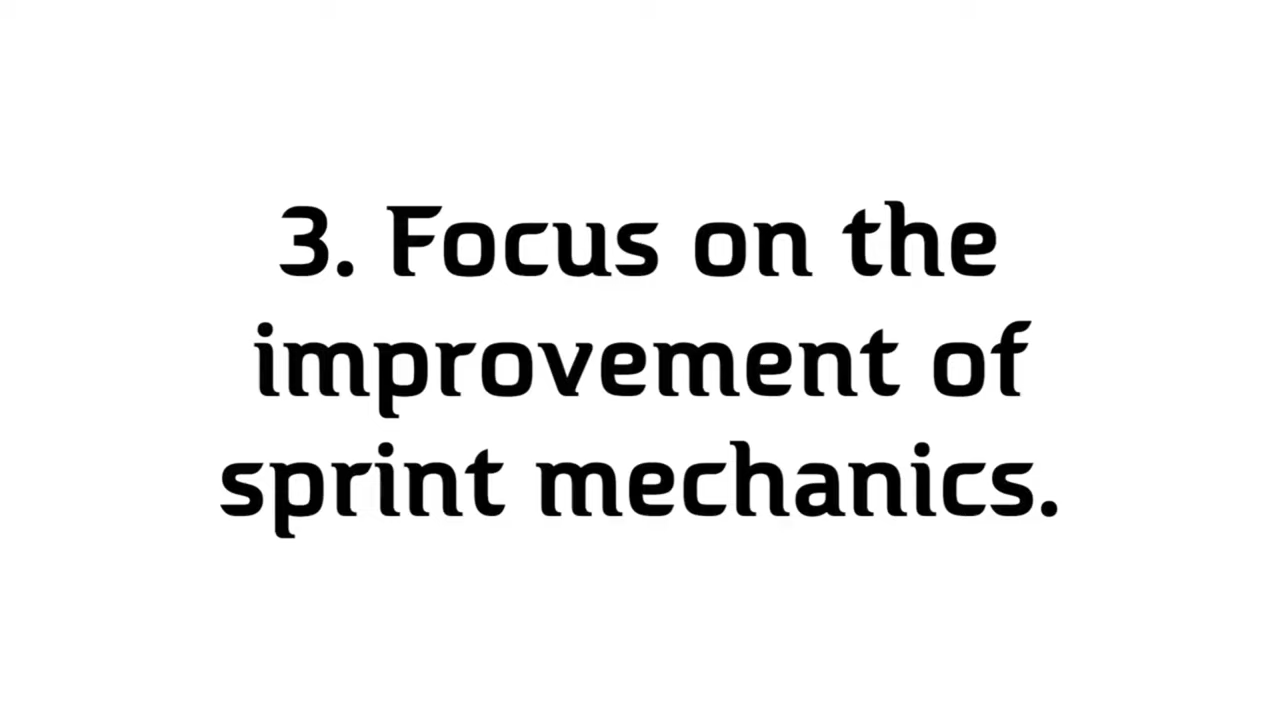 3. Focus on the
improvement of
sprint mechanics.